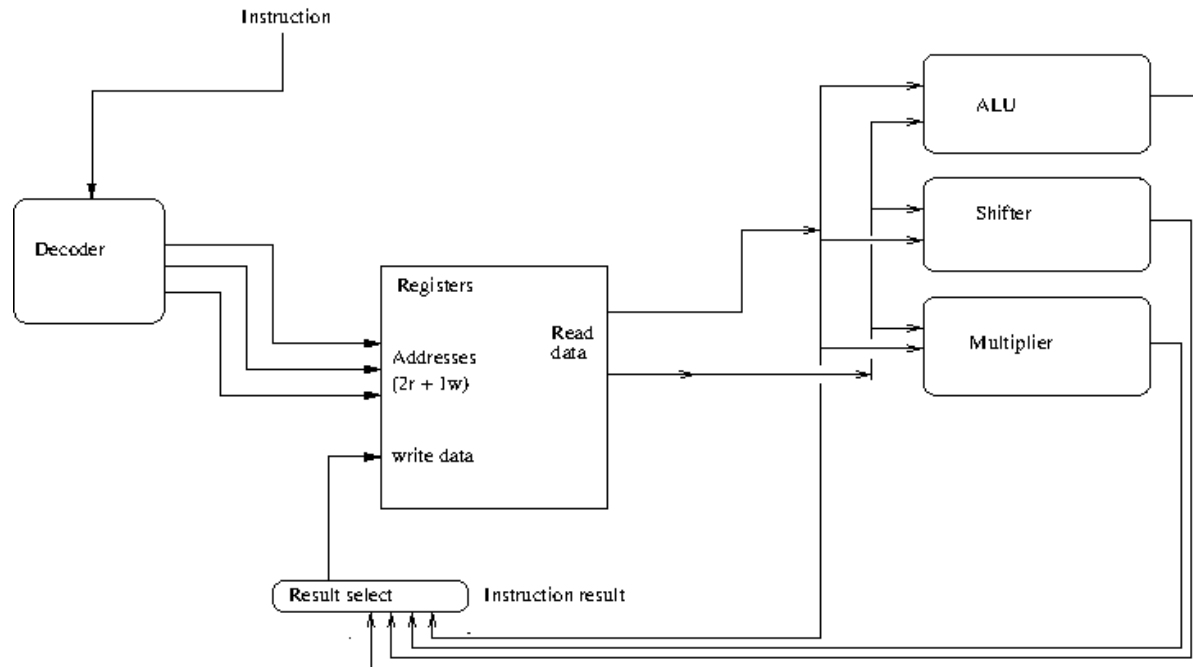 Instruction
ALU
Shifter
Decoder
Registers
Read
data
Multiplier
Addresses
(2r + 1w)
write data
Result select
Instruction result